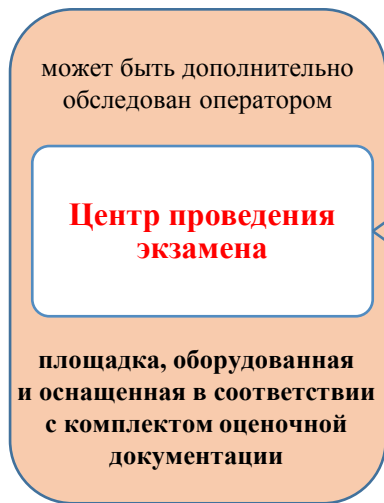 может быть дополнительно
обследован оператором
Центр проведения
экзамена
площадка, оборудованная
и оснащенная в соответствии
с комплектом оценочной
документации